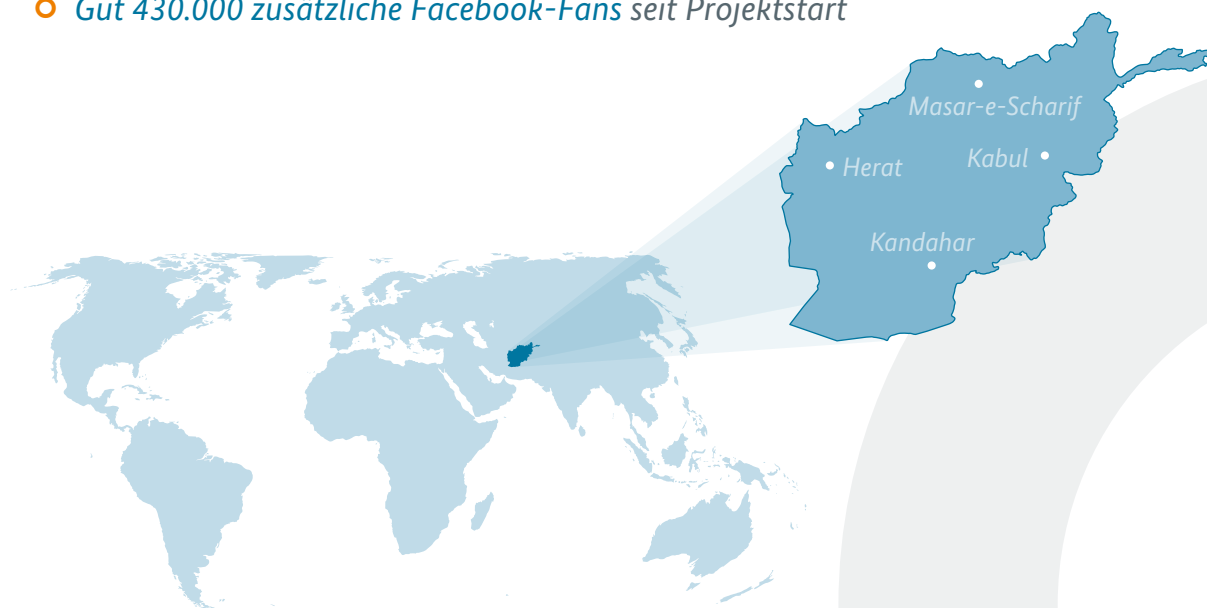 Gut 430.000 zusätzliche Facebook-Fans seit Projektstart
Masar-e-Scharif
Herat
Kabul
Kandahar